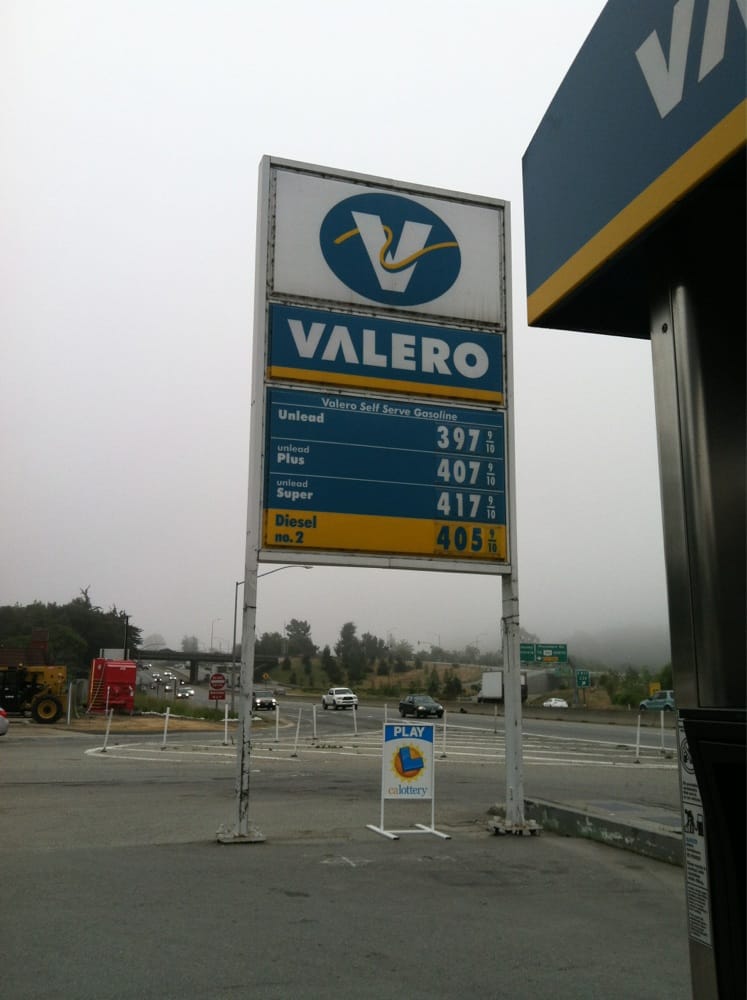 V
VALERO
Valero Self Serve Gasoline
Unlead
397 9/10
unlead
Plus
407 9/10
unlead
Super
417 9/10
Diesel
no.2
405 9/10
PLAY
calottery
VA